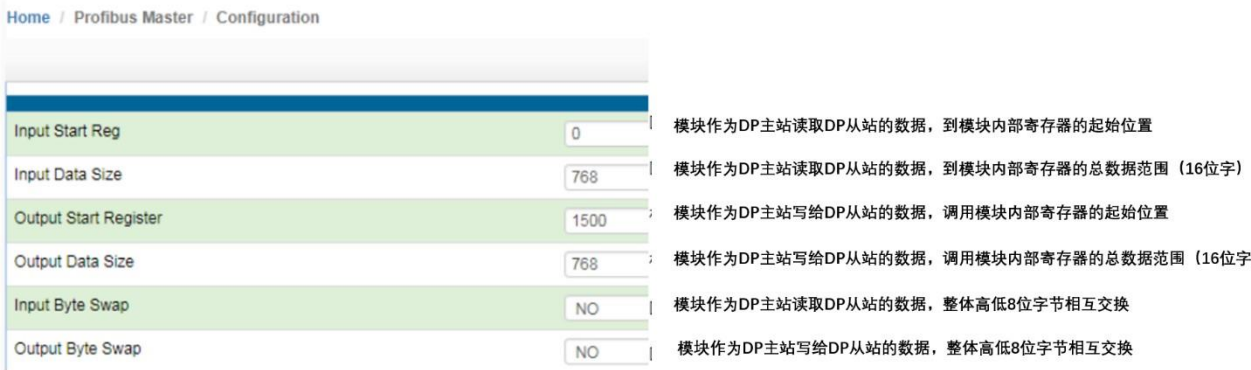 Home / Profibus Master / Configuration
Input Start Reg 0 模块作为DP主站读取DP从站的数据，到模块内部寄存器的起始位置
Input Data Size 768 模块作为DP主站读取DP从站的数据，到模块内部寄存器的总数据范围（16位字）
Output Start Register 1500 模块作为DP主站写给DP从站的数据，调用模块内部寄存器的起始位置
Output Data Size 768 模块作为DP主站写给DP从站的数据，调用模块内部寄存器的总数据范围（16位字
Input Byte Swap NO 模块作为DP主站读取DP从站的数据，整体高低8位字节相互交换
Output Byte Swap NO 模块作为DP主站写给DP从站的数据，整体高低8位字节相互交换